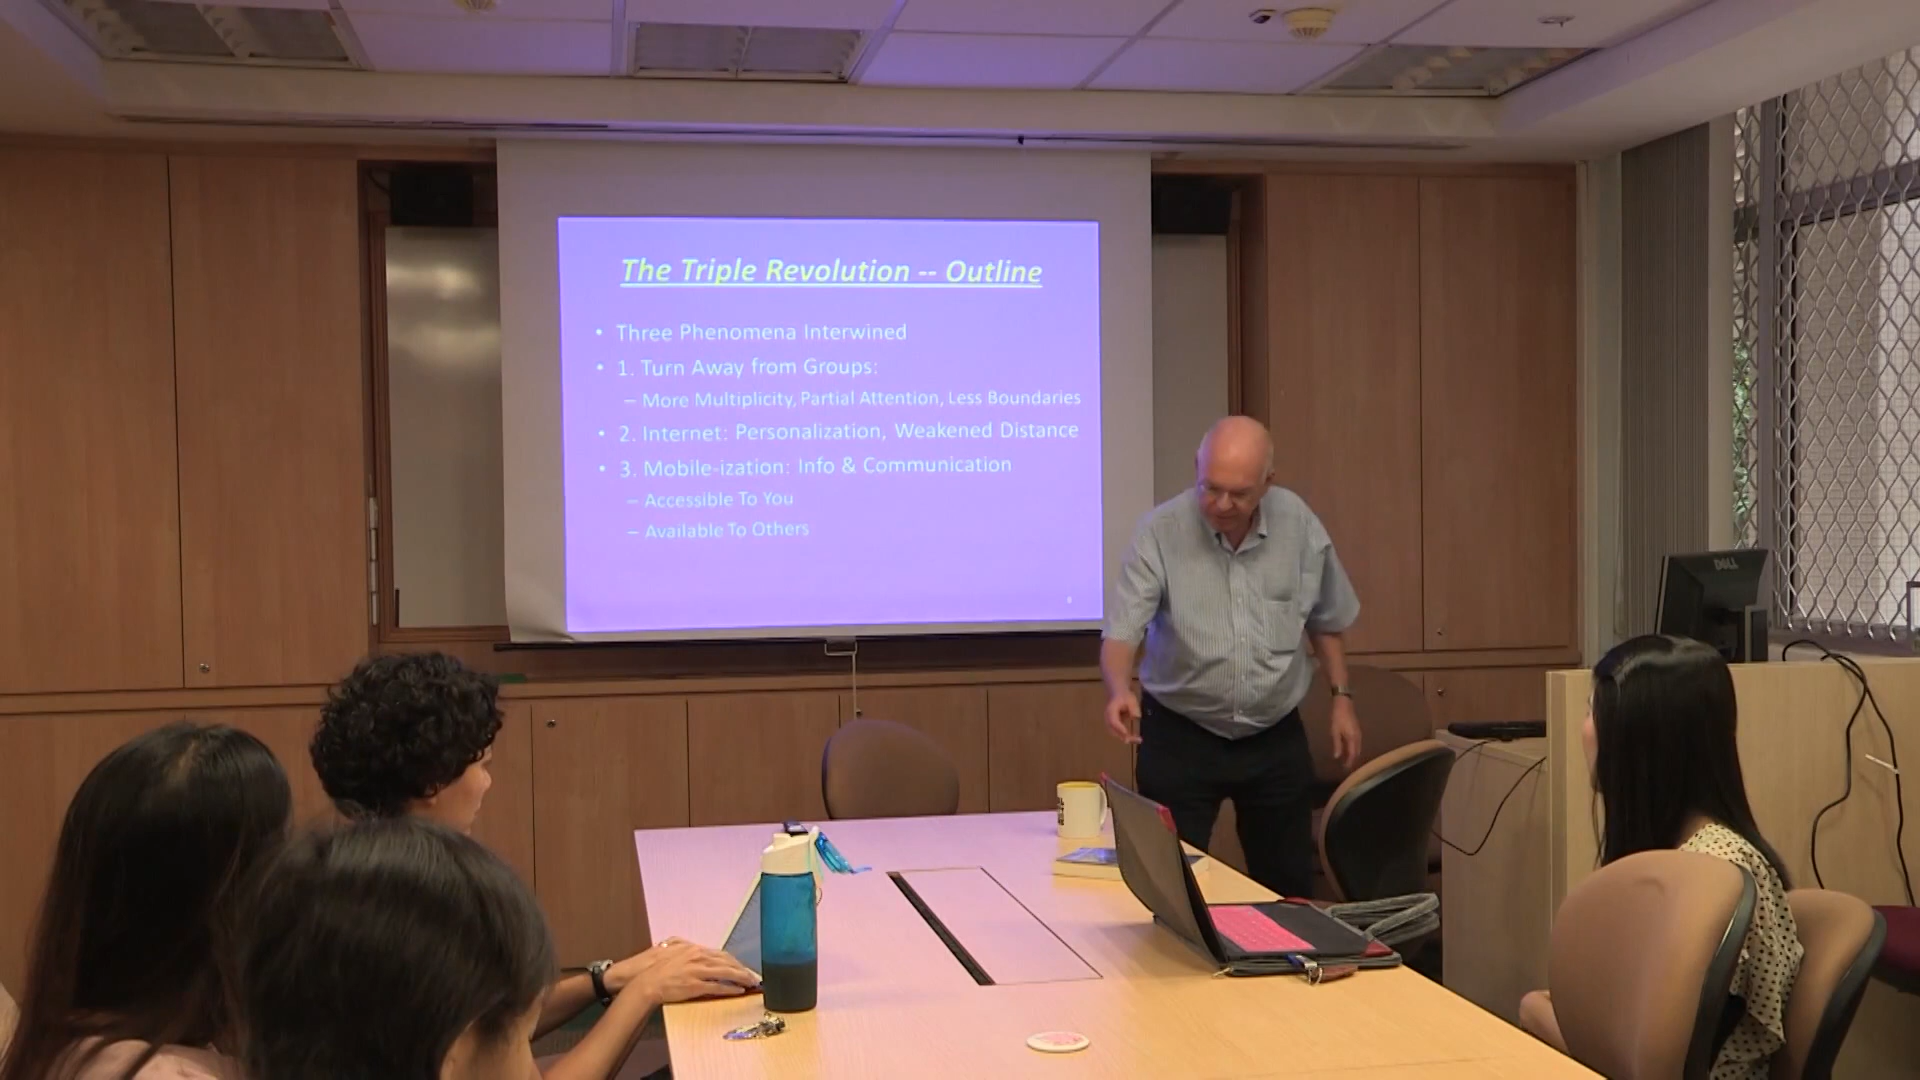 The Triple Revolution -- Outline
• Three Phenomena Interwined
• 1. Turn Away from Groups:
– More Multiplicity, Partial Attention, Less Boundaries
• 2. Internet: Personalization, Weakened Distance
• 3. Mobile-ization: Info & Communication
– Accessible To You
– Available To Others
DELL